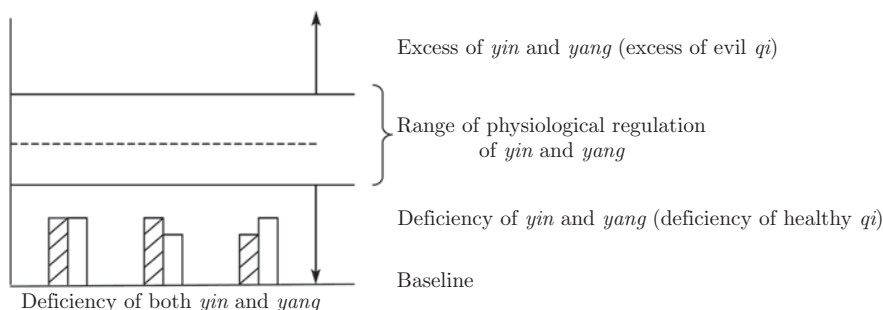 Excess of yin and yang (excess of evil qi)
Range of physiological regulation
of yin and yang
Deficiency of yin and yang (deficiency of healthy qi)
Baseline
Deficiency of both yin and yang